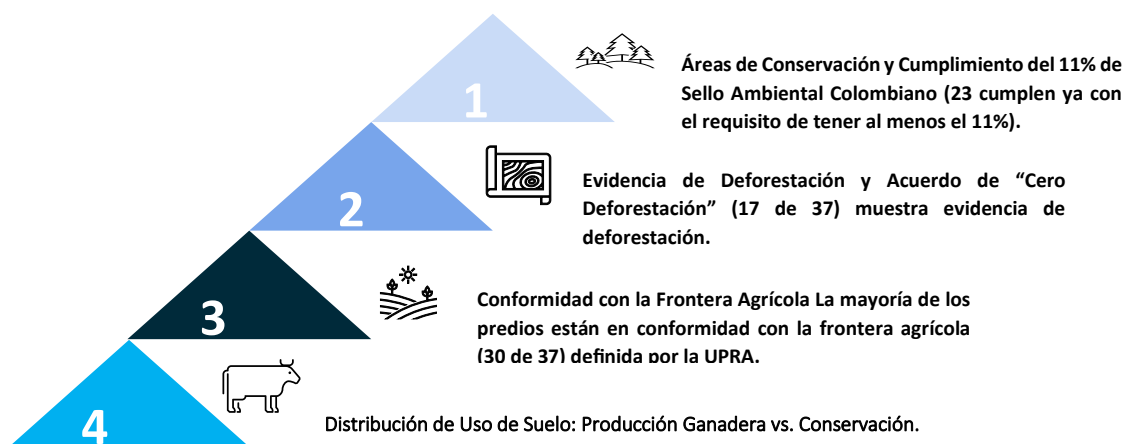 1
Áreas de Conservación y Cumplimiento del 11% de
Sello Ambiental Colombiano (23 cumplen ya con
el requisito de tener al menos el 11%).
2
Evidencia de Deforestación y Acuerdo de “Cero
Deforestación” (17 de 37) muestra evidencia de
deforestación.
3
Conformidad con la Frontera Agrícola La mayoría de los
predios están en conformidad con la frontera agrícola
(30 de 37) definida por la UPRA.
4
Distribución de Uso de Suelo: Producción Ganadera vs. Conservación.